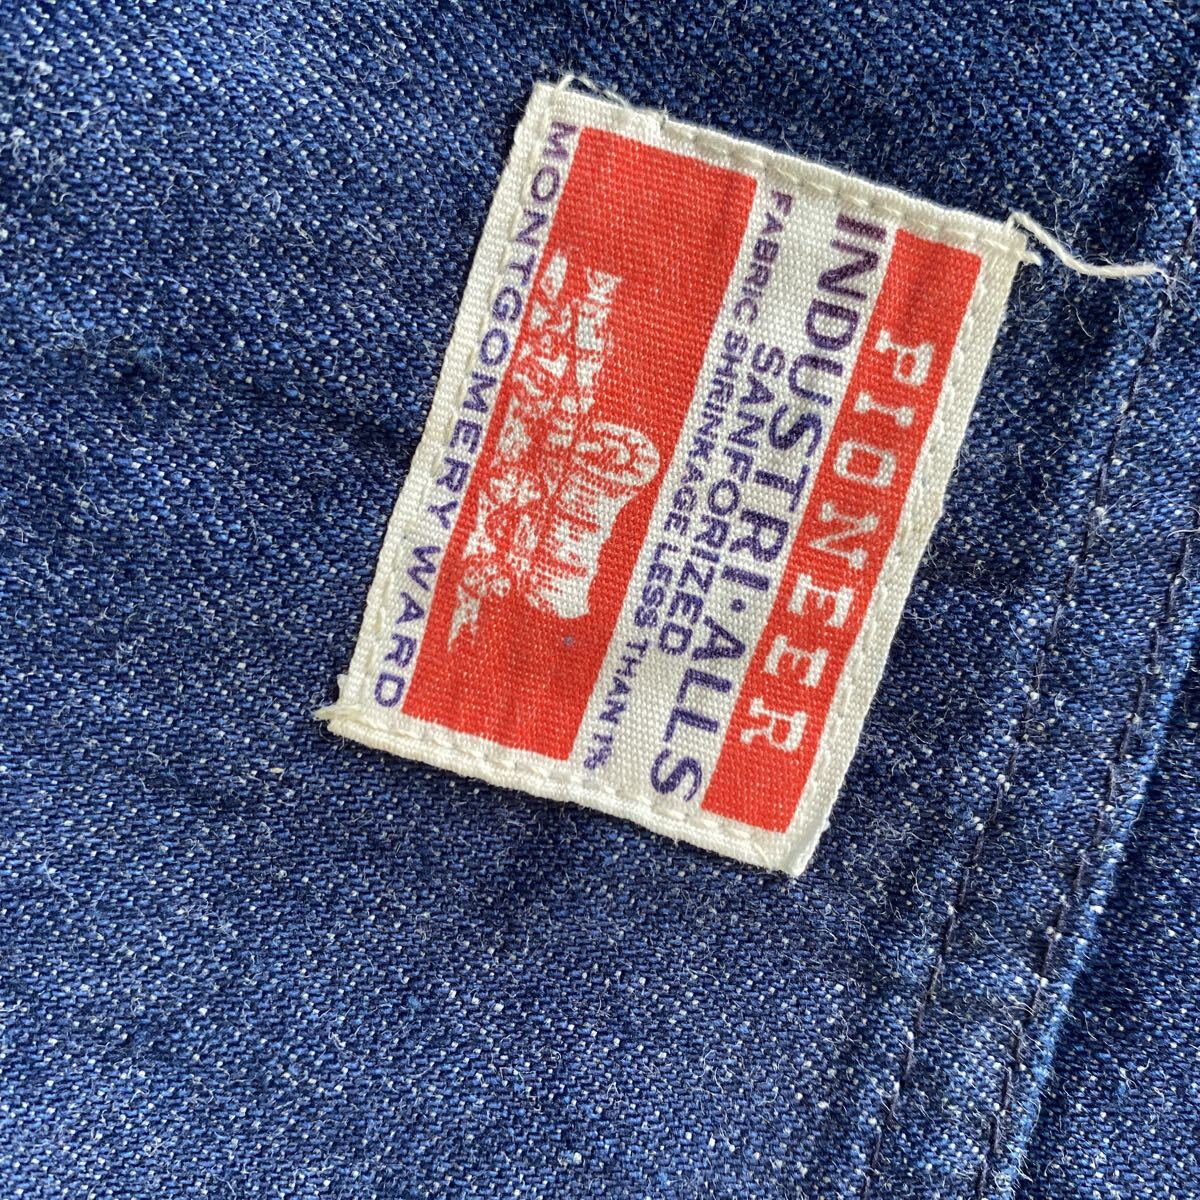 PIONEER
INDUSTRI·ALLS
SANFORIZED
FABRIC SHRINKAGE LESS THAN 1%
MONTGOMERY WARD